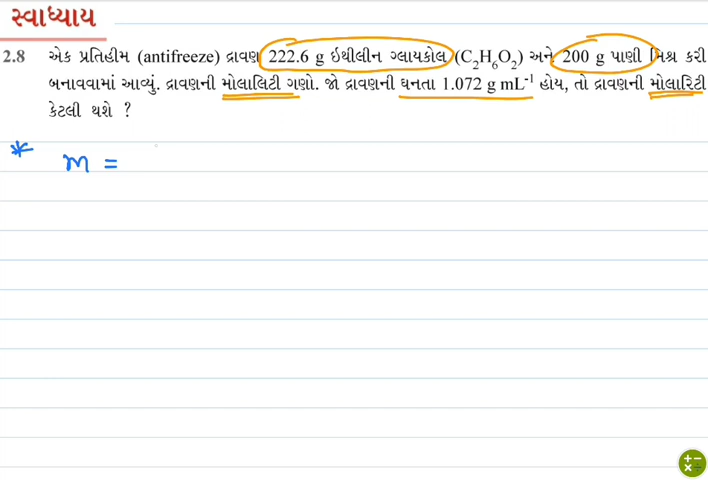 સ્વાધ્યાય
2.8 એક પ્રતિહીમ (antifreeze) દ્રાવણ 222.6 g ઇથીલીન ગ્લાયકોલ (C₂H₆O₂) અને 200 g પાણી મિશ્ર કરી
બનાવવામાં આવ્યું. દ્રાવણની મોલાલિટી ગણો. જો દ્રાવણની ઘનતા 1.072 g mL⁻¹ હોય, તો દ્રાવણની મોલારિટી
કેટલી થશે ?
* m =